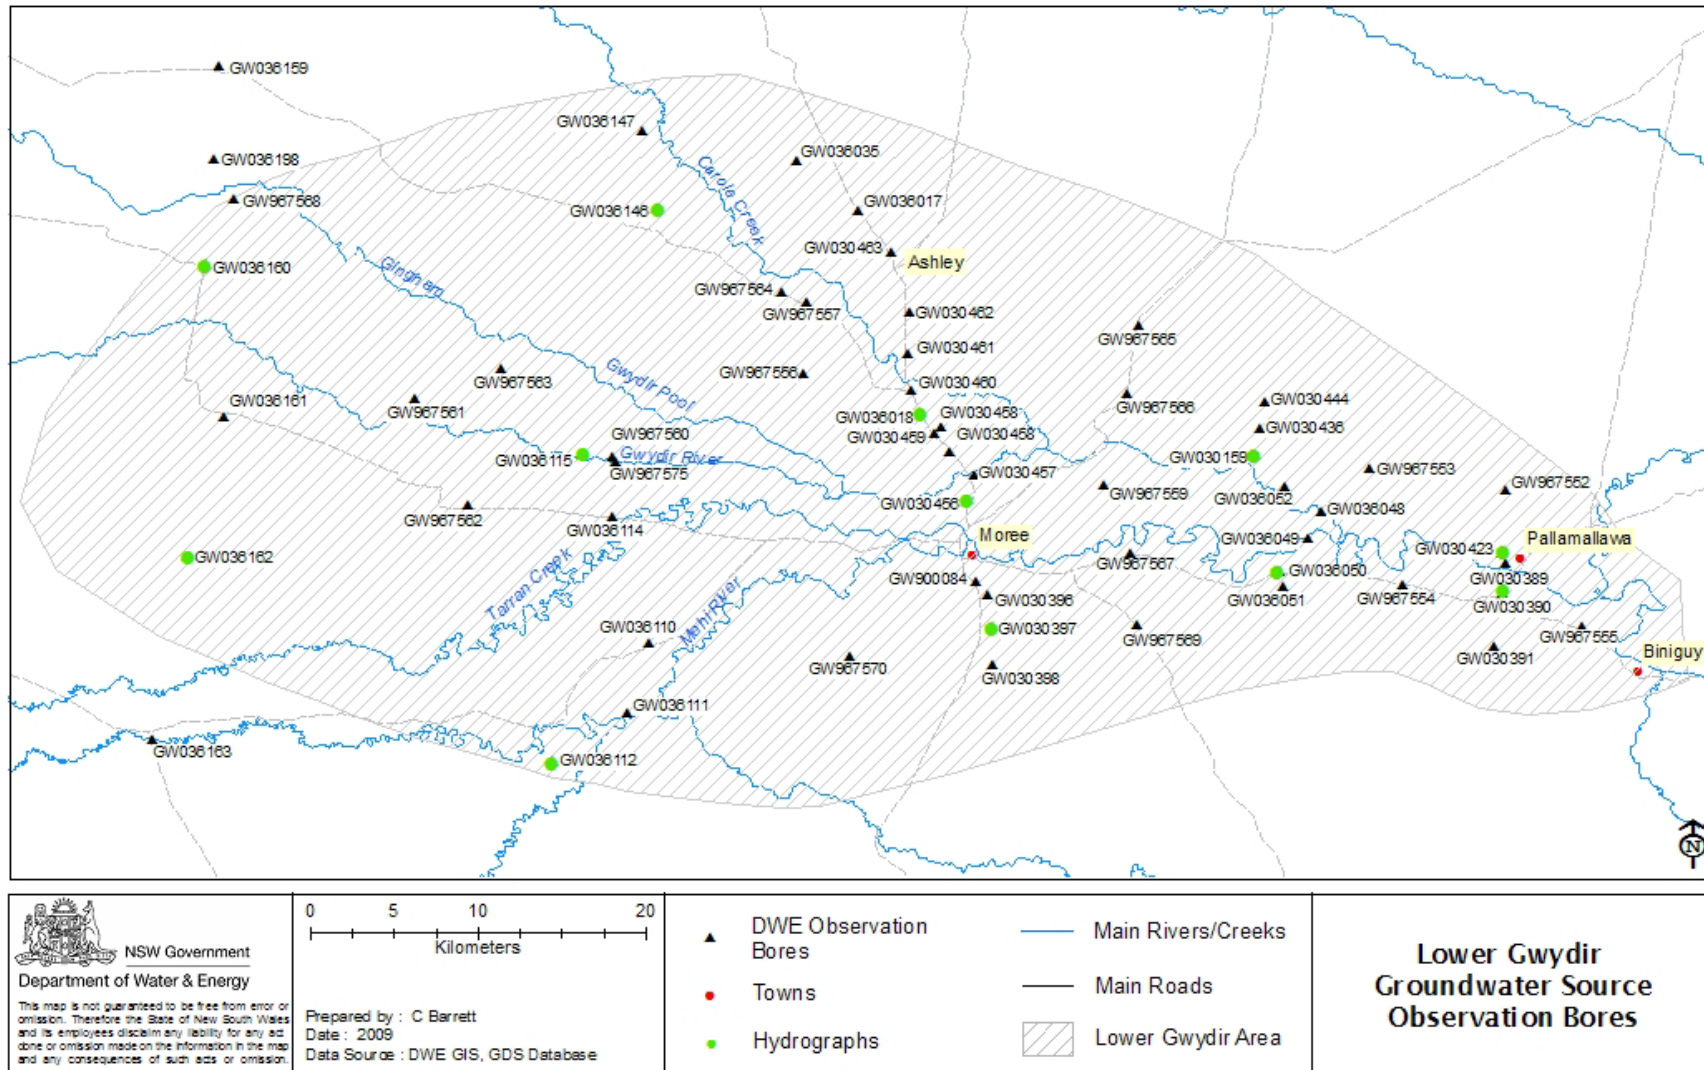 GW036159
GW036147
GW036035
GW036198
Carole Creek
GW967568
GW036146
GW036017
GW030463
Ashley
GW036160
Gingham
GW967564
GW967557
GW030462
GW967565
GW030461
GW967563
GW967556
Gwydir Pool
GW030460
GW967566
GW030444
GW036161
GW967561
GW036018
GW030458
GW030459
GW030458
GW030436
GW967560
Gwydir River
GW036115
GW967575
GW030159
GW967553
GW030457
GW967559
GW036052
GW967552
GW967562
GW036114
GW030456
GW036048
Moree
GW036049
Pallamallawa
GW030423
GW036162
GW967567
GW036050
GW030389
GW900084
GW036051
GW967554
GW030390
Tarran Creek
Mehi River
GW030396
GW036110
GW030397
GW967569
GW967555
GW967570
GW030398
GW030391
Biniguy
GW036111
GW036163
GW036112
N
NSW Government
Department of Water & Energy
This map is not guaranteed to be free from error or
omission. Therefore the State of New South Wales
and its employees disclaim any liability for any act
done or omission made on the information in the map
and any consequences of such acts or omission.
0 5 10 20
Kilometers
Prepared by : C Barrett
Date : 2009
Data Source : DWE GIS, GDS Database
DWE Observation
Bores
Towns
Hydrographs
Main Rivers/Creeks
Main Roads
Lower Gwydir Area
Lower Gwydir
Groundwater Source
Observation Bores